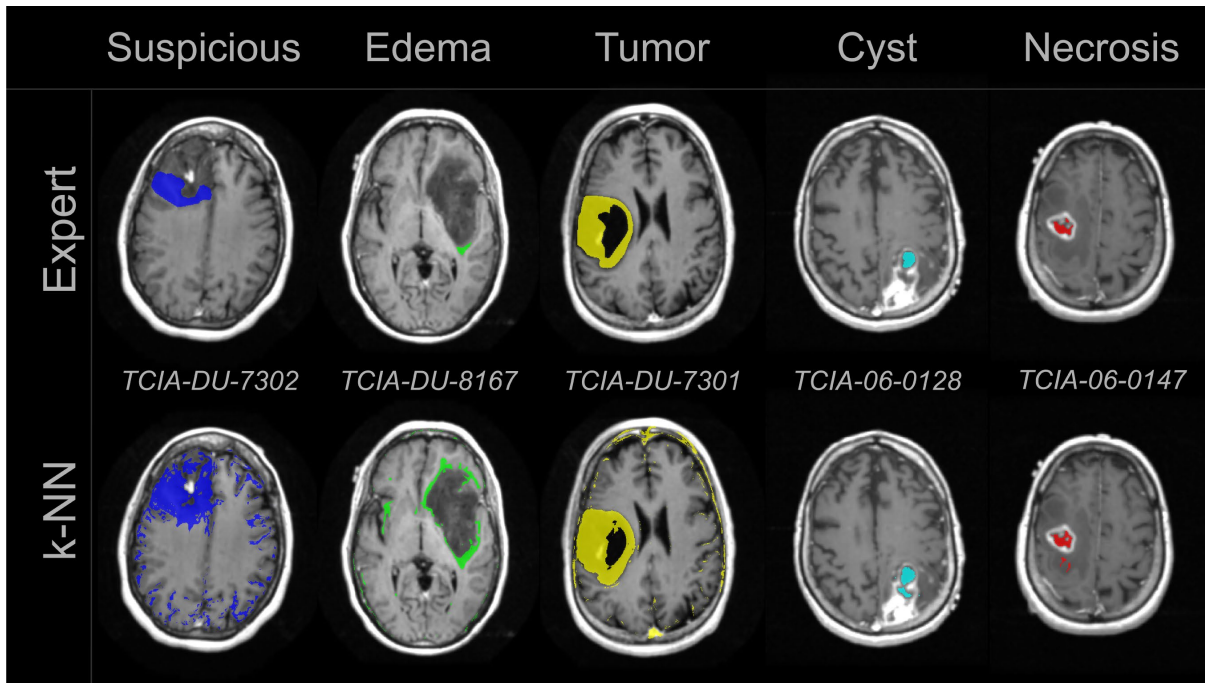 Suspicious Edema Tumor Cyst Necrosis
Expert
TCIA-DU-7302 TCIA-DU-8167 TCIA-DU-7301 TCIA-06-0128 TCIA-06-0147
k-NN